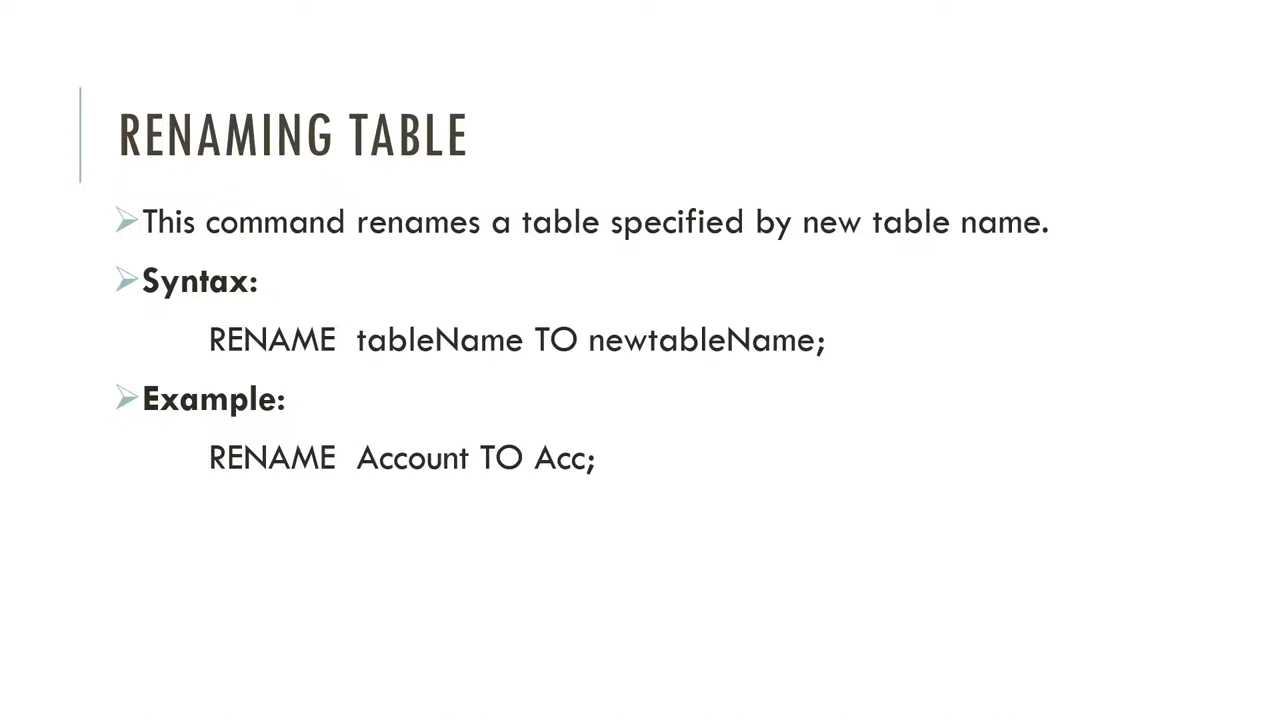 RENAMING TABLE
This command renames a table specified by new table name.
Syntax:
RENAME tableName TO newtableName;
Example:
RENAME Account TO Acc;